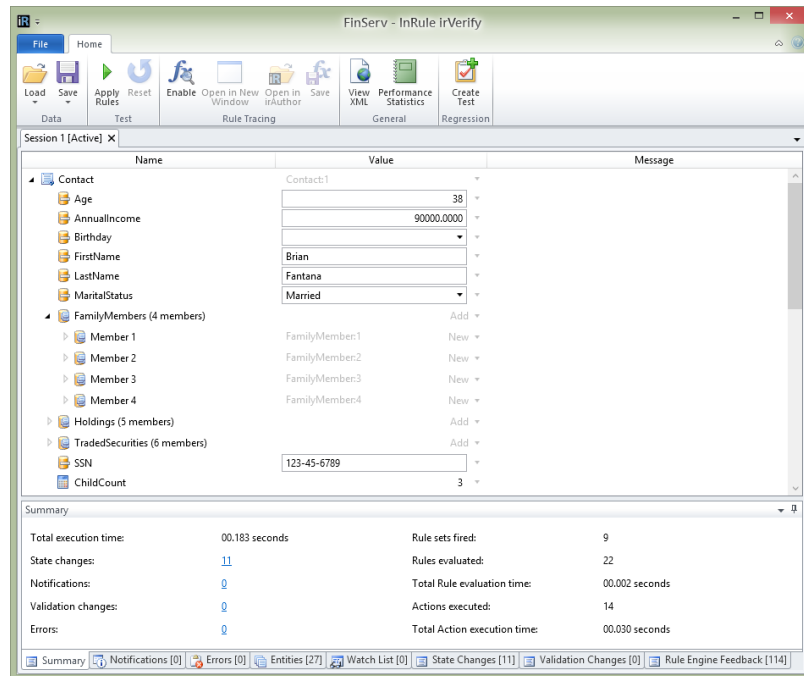 iR
FinServ - InRule irVerify
File Home
Load Save Apply Rules Reset Enable Open in New Window Open in irAuthor Save View XML Performance Statistics Create Test
Data Test Rule Tracing General Regression
Session 1 [Active]
Name Value Message
Contact Contact:1
Age 38
AnnualIncome 90000.0000
Birthday
FirstName Brian
LastName Fantana
MaritalStatus Married
FamilyMembers (4 members) Add
Member 1 FamilyMember:1 New
Member 2 FamilyMember:2 New
Member 3 FamilyMember:3 New
Member 4 FamilyMember:4 New
Holdings (5 members) Add
TradedSecurities (6 members) Add
SSN 123-45-6789
ChildCount 3
Summary
Total execution time: 00.183 seconds Rule sets fired: 9
State changes: 11 Rules evaluated: 22
Notifications: 0 Total Rule evaluation time: 00.002 seconds
Validation changes: 0 Actions executed: 14
Errors: 0 Total Action execution time: 00.030 seconds
Summary Notifications [0] Errors [0] Entities [27] Watch List [0] State Changes [11] Validation Changes [0] Rule Engine Feedback [114]